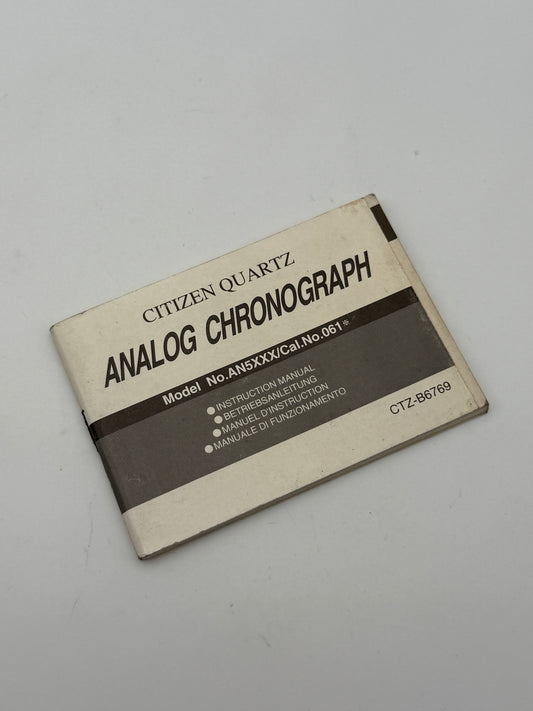 CITIZEN QUARTZ
ANALOG CHRONOGRAPH
Model No.AN5XXX/Cal.No.061*
● INSTRUCTION MANUAL
● BETRIEBSANLEITUNG
● MANUEL D'INSTRUCTION
● MANUALE DI FUNZIONAMENTO
CTZ-B6769